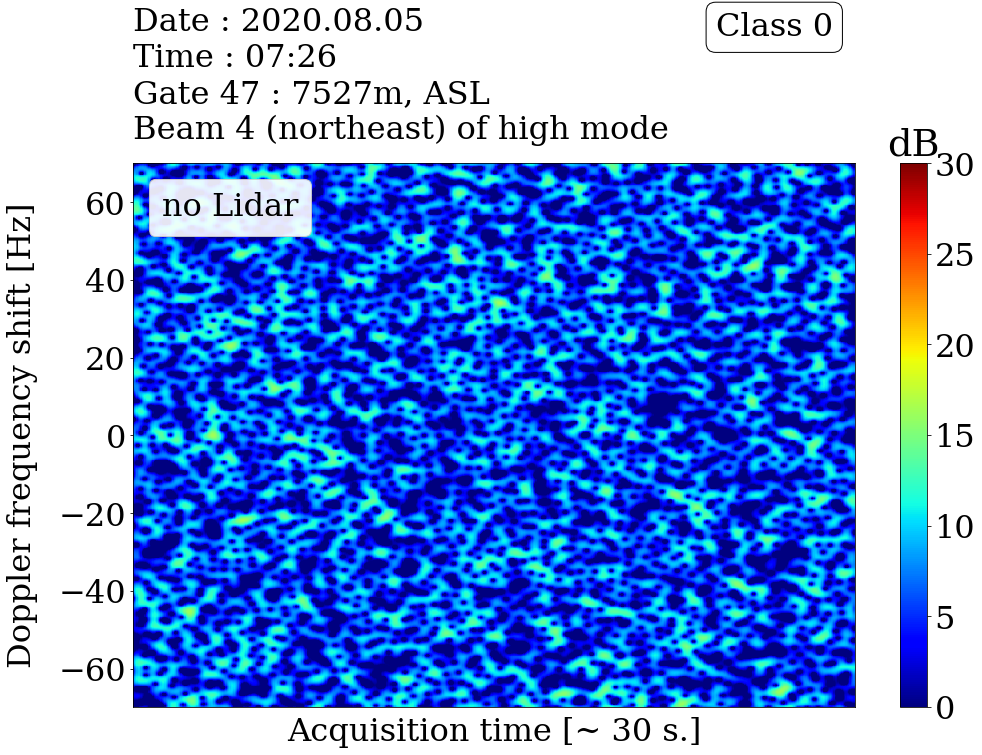 Date : 2020.08.05
Time : 07:26
Gate 47 : 7527m, ASL
Beam 4 (northeast) of high mode
Class 0
dB
no Lidar
Doppler frequency shift [Hz]
60
40
20
0
−20
−40
−60
30
25
20
15
10
5
0
Acquisition time [~ 30 s.]